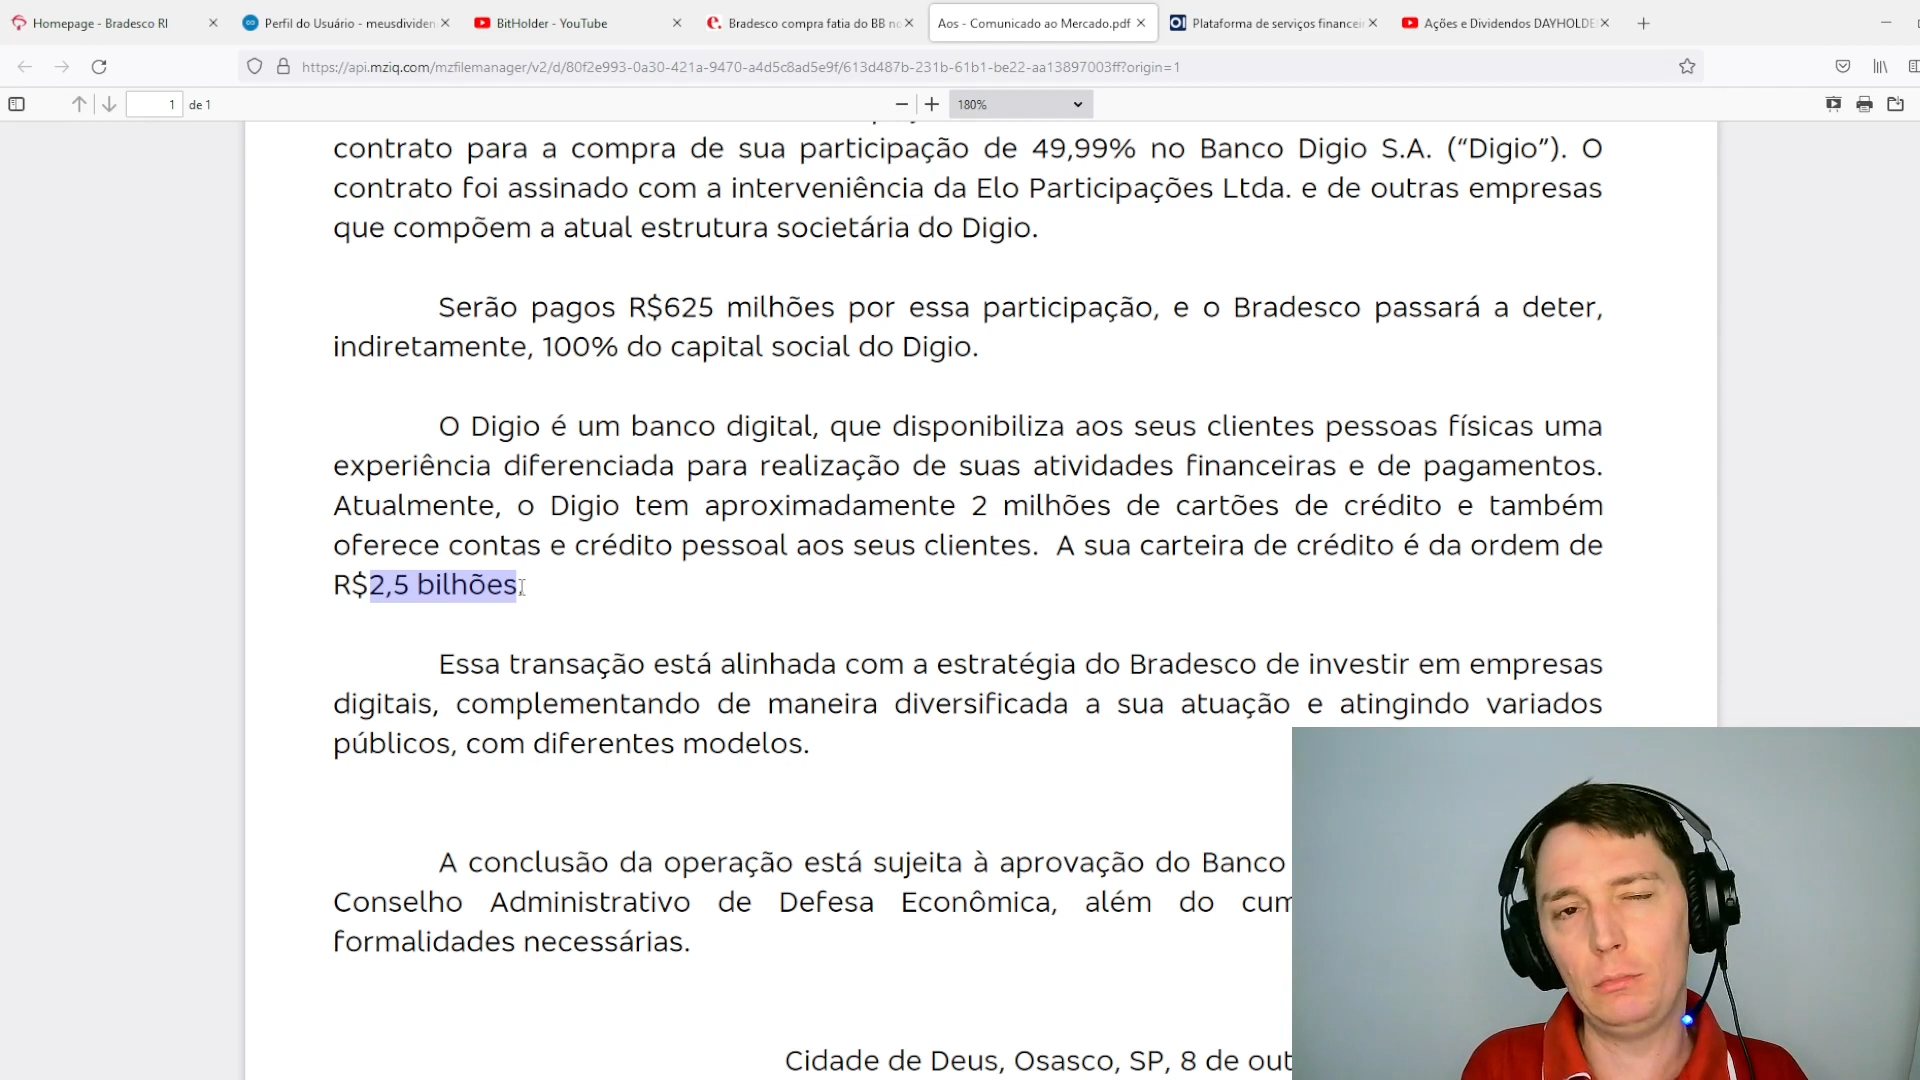 Homepage - Bradesco RI
Perfil do Usuário - meusdividen
BitHolder - YouTube
Bradesco compra fatia do BB no
Aos - Comunicado ao Mercado.pdf
Plataforma de serviços financei
Ações e Dividendos DAYHOLDE
https://api.mziq.com/mzfilemanager/v2/d/80f2e993-0a30-421a-9470-a4d5c8ad5e9f/613d487b-231b-61b1-be22-aa13897003ff?origin=1
1 de 1
180%
contrato para a compra de sua participação de 49,99% no Banco Digio S.A. (“Digio”). O
contrato foi assinado com a interveniência da Elo Participações Ltda. e de outras empresas
que compõem a atual estrutura societária do Digio.
Serão pagos R$625 milhões por essa participação, e o Bradesco passará a deter,
indiretamente, 100% do capital social do Digio.
O Digio é um banco digital, que disponibiliza aos seus clientes pessoas físicas uma
experiência diferenciada para realização de suas atividades financeiras e de pagamentos.
Atualmente, o Digio tem aproximadamente 2 milhões de cartões de crédito e também
oferece contas e crédito pessoal aos seus clientes. A sua carteira de crédito é da ordem de
R$2,5 bilhões.
Essa transação está alinhada com a estratégia do Bradesco de investir em empresas
digitais, complementando de maneira diversificada a sua atuação e atingindo variados
públicos, com diferentes modelos.
A conclusão da operação está sujeita à aprovação do Banco
Conselho Administrativo de Defesa Econômica, além do cum
formalidades necessárias.
Cidade de Deus, Osasco, SP, 8 de out